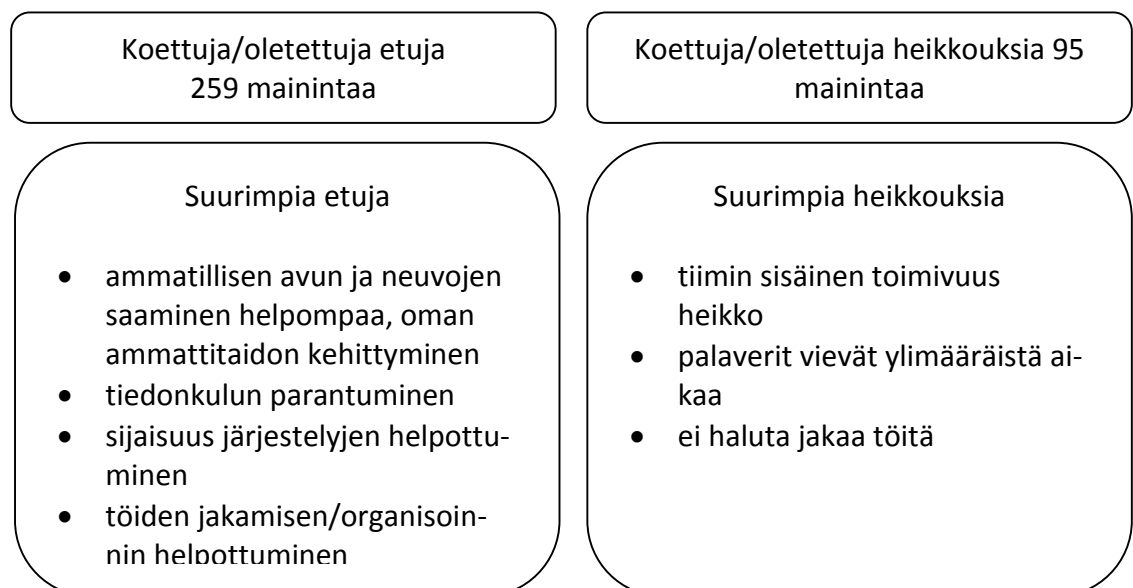 Koettuja/oletettuja etuja
259 mainintaa
Koettuja/oletettuja heikkouksia 95
mainintaa
Suurimpia etuja
• ammatillisen avun ja neuvojen
saaminen helpompaa, oman
ammattitaidon kehittyminen
• tiedonkulun parantuminen
• sijaisuus järjestelyjen helpottu-
minen
• töiden jakamisen/organisoin-
nin helpottuminen
Suurimpia heikkouksia
• tiimin sisäinen toimivuus
heikko
• palaverit vievät ylimääräistä ai-
kaa
• ei haluta jakaa töitä